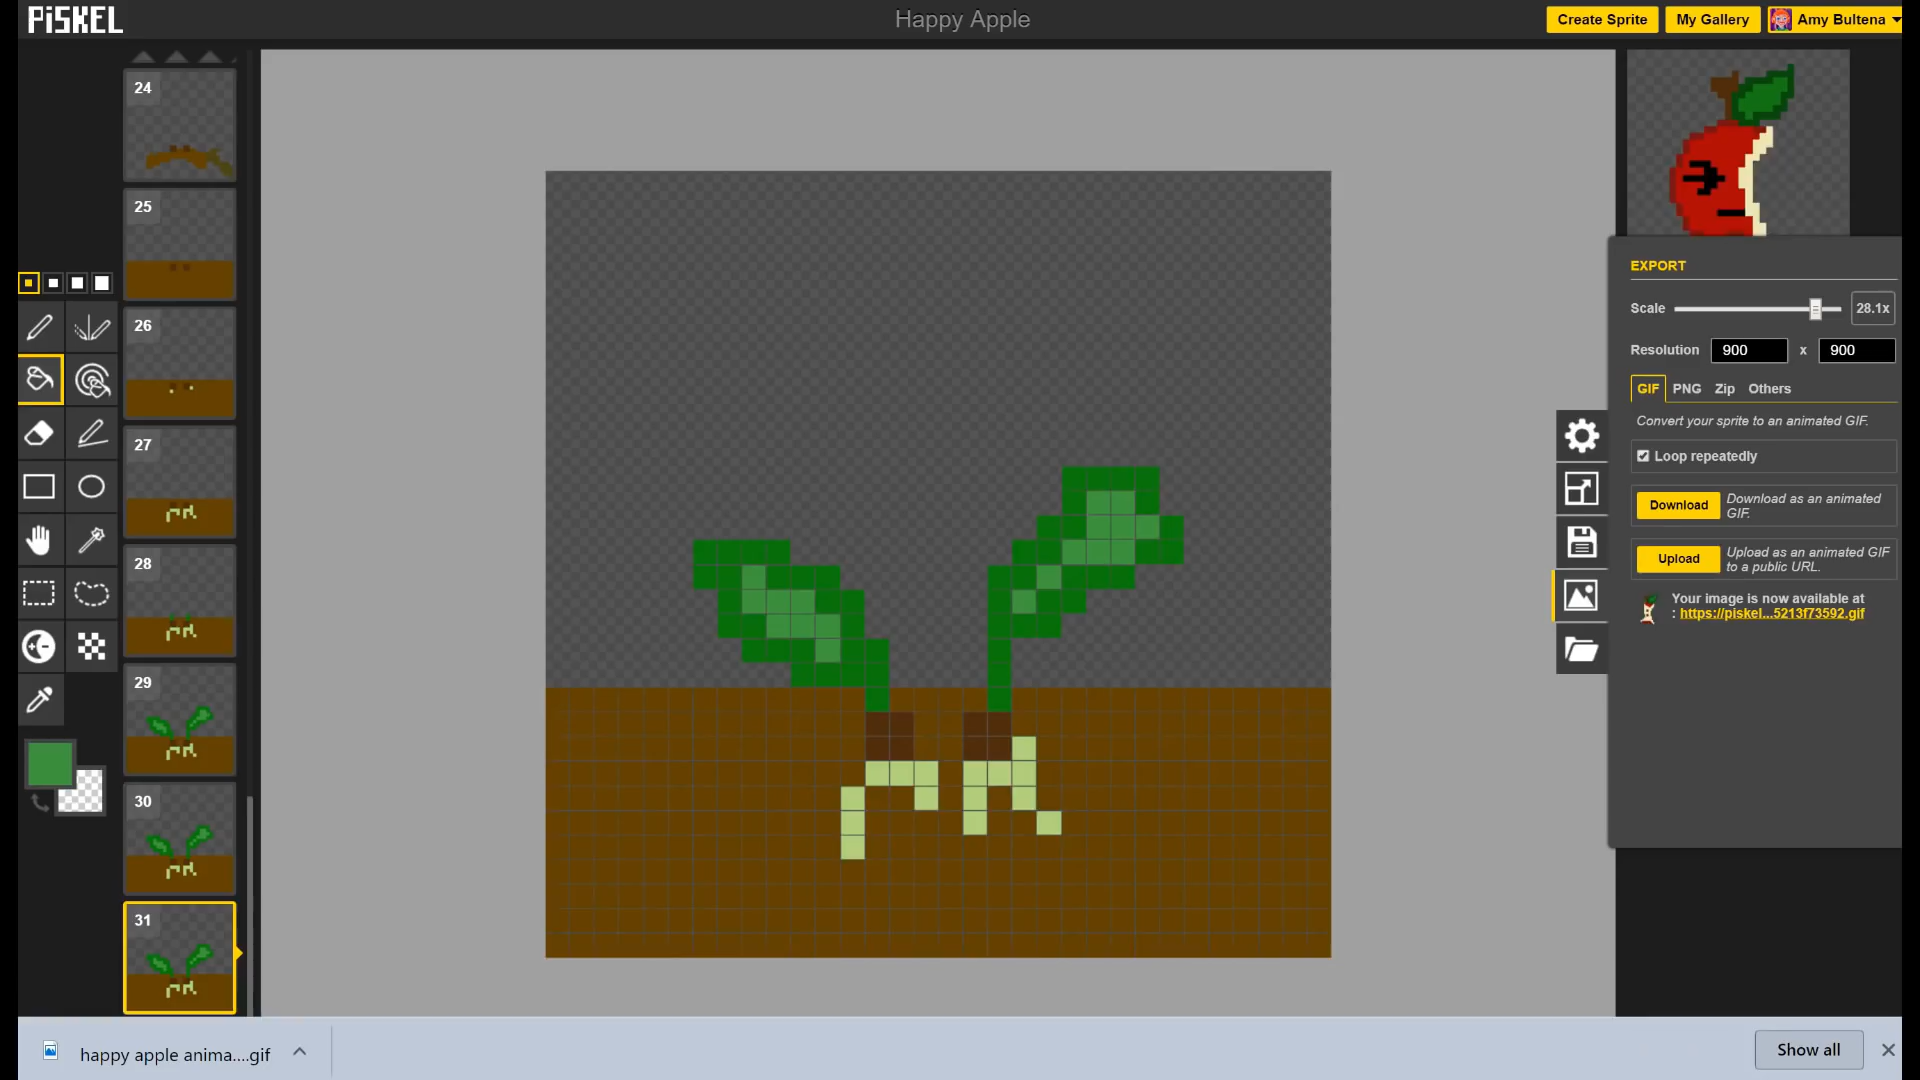 PiSKEL
Happy Apple
Create Sprite
My Gallery
Amy Bultena
24
25
26
27
28
29
30
31
EXPORT
Scale
28.1x
Resolution
900
x
900
GIF
PNG
Zip
Others
Convert your sprite to an animated GIF.
Loop repeatedly
Download
Download as an animated
GIF.
Upload
Upload as an animated GIF
to a public URL.
Your image is now available at
: https://piskel...5213f73592.gif
happy apple anima....gif
Show all